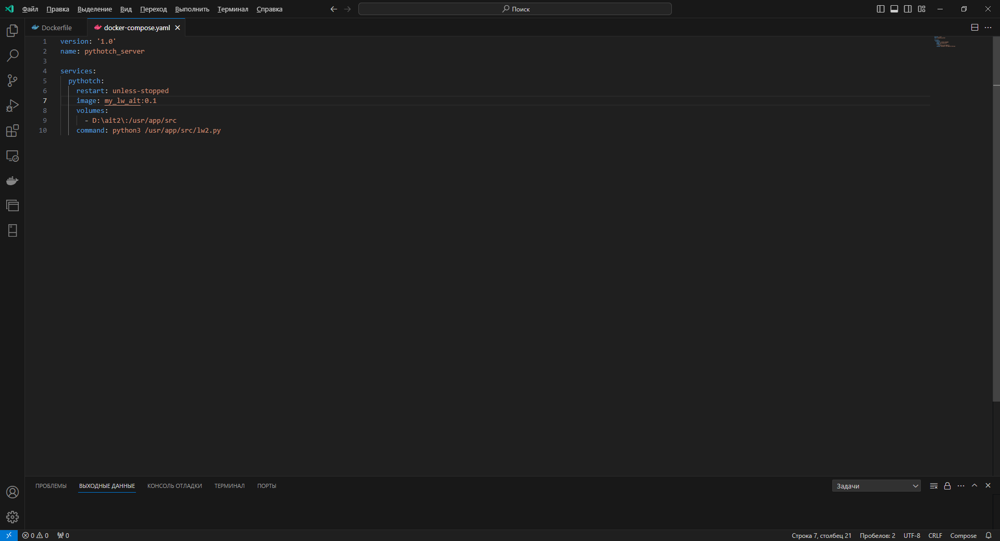 Файл Правка Выделение Вид Переход Выполнить Терминал Справка Поиск
Dockerfile docker-compose.yaml
1 version: '1.0'
2 name: pythotch_server
3
4 services:
5 pythotch:
6 restart: unless-stopped
7 image: my_lw_ait:0.1
8 volumes:
9 - D:\ait2\:/usr/app/src
10 command: python3 /usr/app/src/lw2.py
ПРОБЛЕМЫ ВЫХОДНЫЕ ДАННЫЕ КОНСОЛЬ ОТЛАДКИ ТЕРМИНАЛ ПОРТЫ Задачи
0 0 0 Строка 7, столбец 21 Пробелов: 2 UTF-8 CRLF Compose